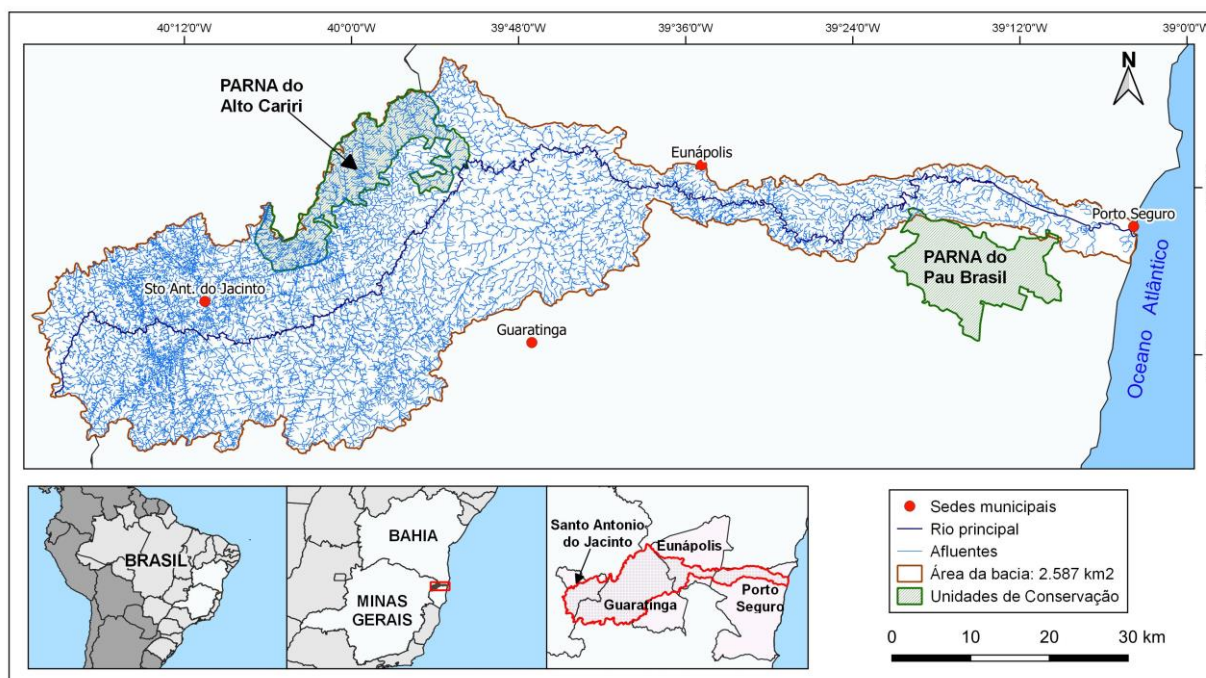 40°12'0"W
40°0'0"W
39°48'0"W
39°36'0"W
39°24'0"W
39°12'0"W
39°0'0"W
PARNA do
Alto Cariri
N
Eunápolis
Porto Seguro
PARNA do
Pau Brasil
Sto Ant. do Jacinto
Guaratinga
Oceano Atlântico
BRASIL
BAHIA
MINAS
GERAIS
Santo Antonio
do Jacinto
Eunápolis
Guaratinga
Porto
Seguro
Sedes municipais
Rio principal
Afluentes
Área da bacia: 2.587 km2
Unidades de Conservação
0 10 20 30 km